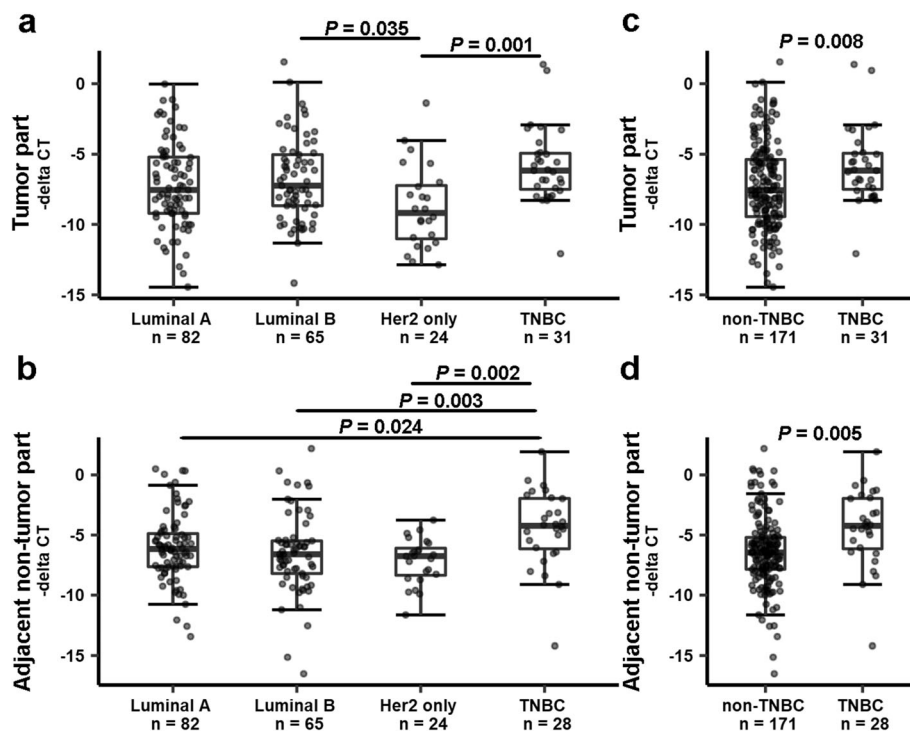 a
P = 0.035
P = 0.001
Tumor part
-delta CT
0
-5
-10
-15
Luminal A
n = 82
Luminal B
n = 65
Her2 only
n = 24
TNBC
n = 31
c
P = 0.008
Tumor part
-delta CT
0
-5
-10
-15
non-TNBC
n = 171
TNBC
n = 31
b
P = 0.002
P = 0.003
P = 0.024
Adjacent non-tumor part
-delta CT
0
-5
-10
-15
Luminal A
n = 82
Luminal B
n = 65
Her2 only
n = 24
TNBC
n = 28
d
P = 0.005
Adjacent non-tumor part
-delta CT
0
-5
-10
-15
non-TNBC
n = 171
TNBC
n = 28